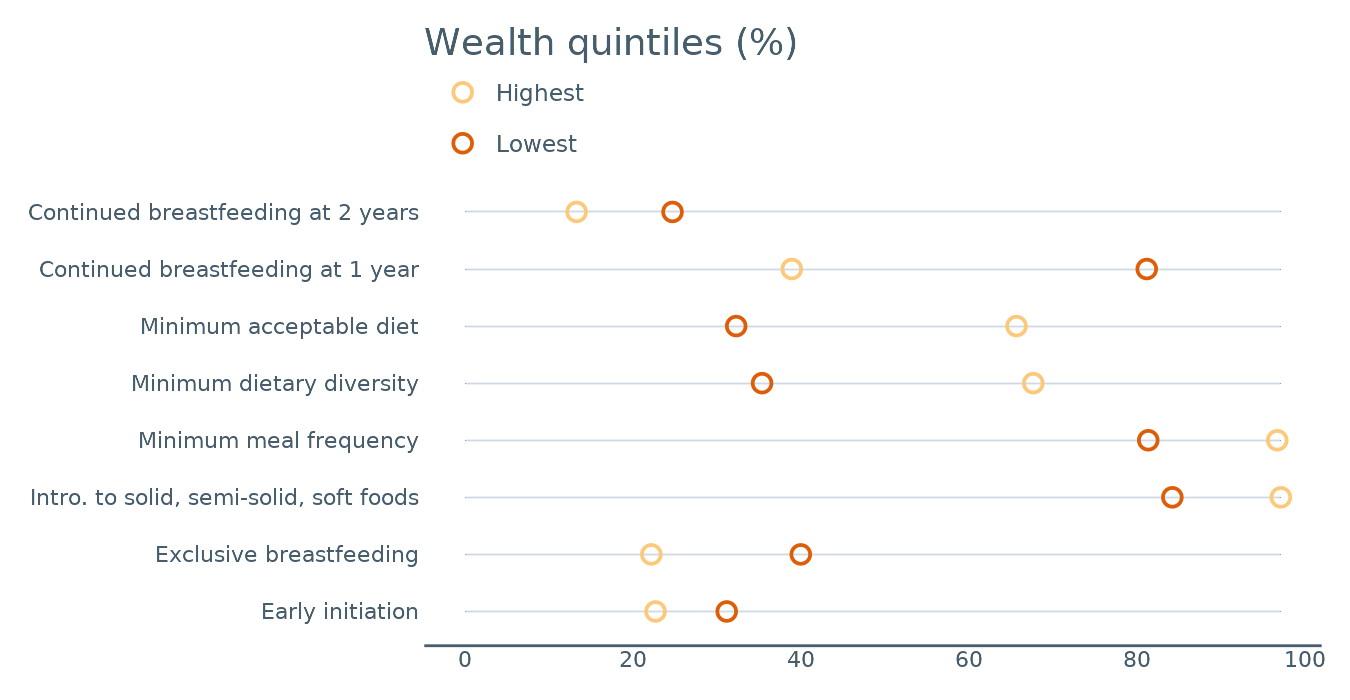 Wealth quintiles (%)
Highest
Lowest
Continued breastfeeding at 2 years
Continued breastfeeding at 1 year
Minimum acceptable diet
Minimum dietary diversity
Minimum meal frequency
Intro. to solid, semi-solid, soft foods
Exclusive breastfeeding
Early initiation
0 20 40 60 80 100